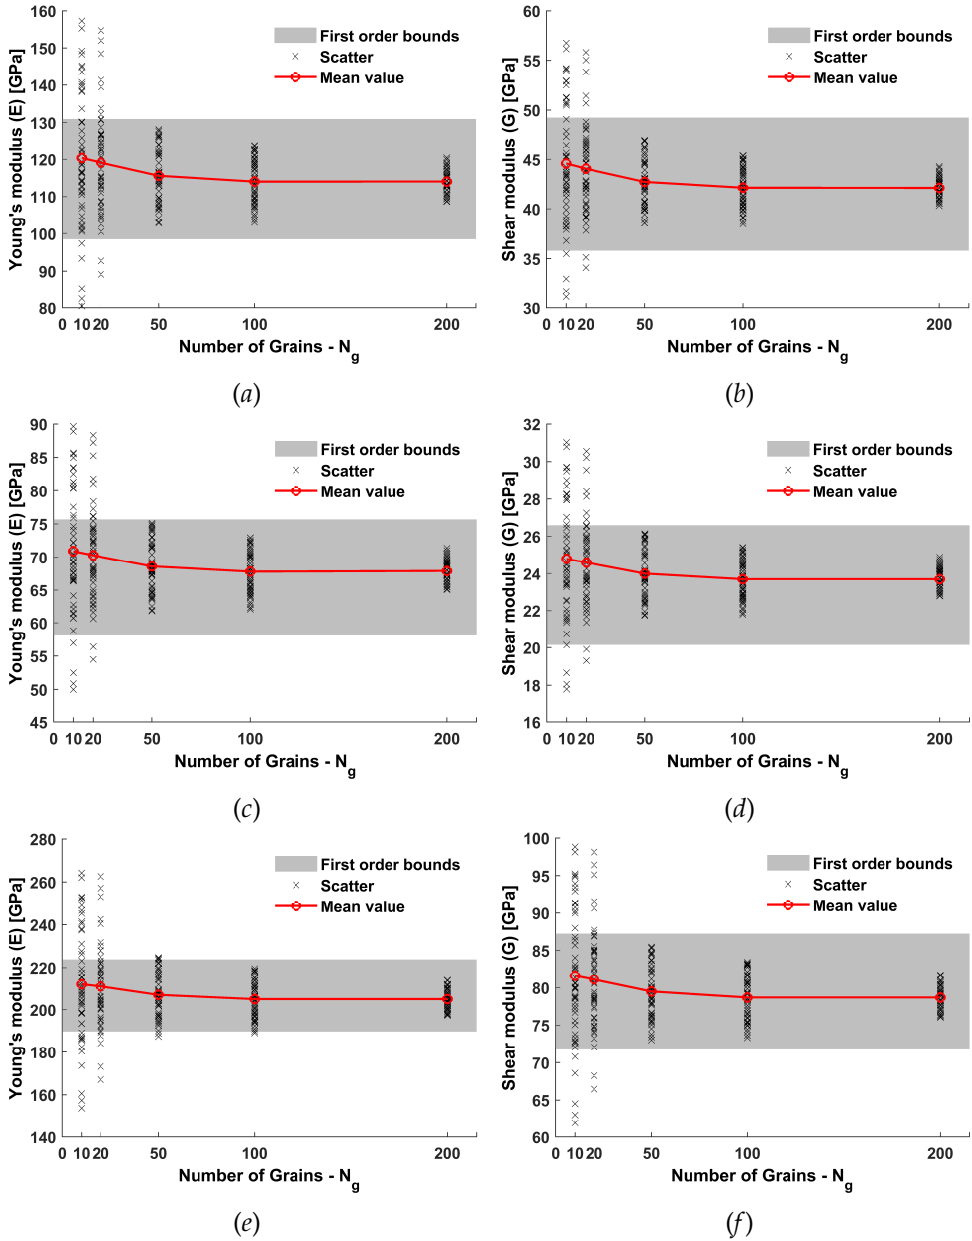 160
150
140
130
120
110
100
90
80
Young's modulus (E) [GPa]
First order bounds
Scatter
Mean value
0 10 20 50 100 200
Number of Grains - Ng
(a)
60
55
50
45
40
35
30
Shear modulus (G) [GPa]
First order bounds
Scatter
Mean value
0 10 20 50 100 200
Number of Grains - Ng
(b)
90
85
80
75
70
65
60
55
50
45
Young's modulus (E) [GPa]
First order bounds
Scatter
Mean value
0 10 20 50 100 200
Number of Grains - Ng
(c)
32
30
28
26
24
22
20
18
16
Shear modulus (G) [GPa]
First order bounds
Scatter
Mean value
0 10 20 50 100 200
Number of Grains - Ng
(d)
280
260
240
220
200
180
160
140
Young's modulus (E) [GPa]
First order bounds
Scatter
Mean value
0 10 20 50 100 200
Number of Grains - Ng
(e)
100
95
90
85
80
75
70
65
60
Shear modulus (G) [GPa]
First order bounds
Scatter
Mean value
0 10 20 50 100 200
Number of Grains - Ng
(f)